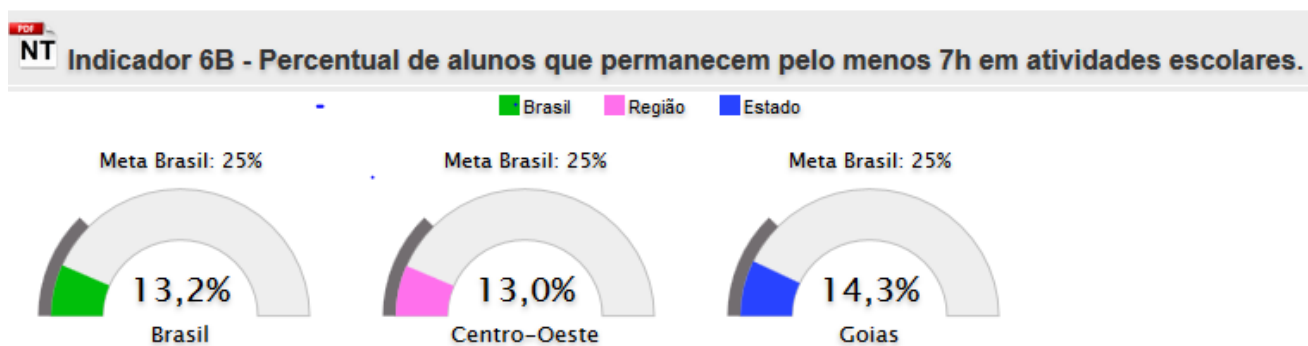 PDF
NT Indicador 6B - Percentual de alunos que permanecem pelo menos 7h em atividades escolares.
Brasil Região Estado
Meta Brasil: 25% Meta Brasil: 25% Meta Brasil: 25%
13,2% 13,0% 14,3%
Brasil Centro-Oeste Goias